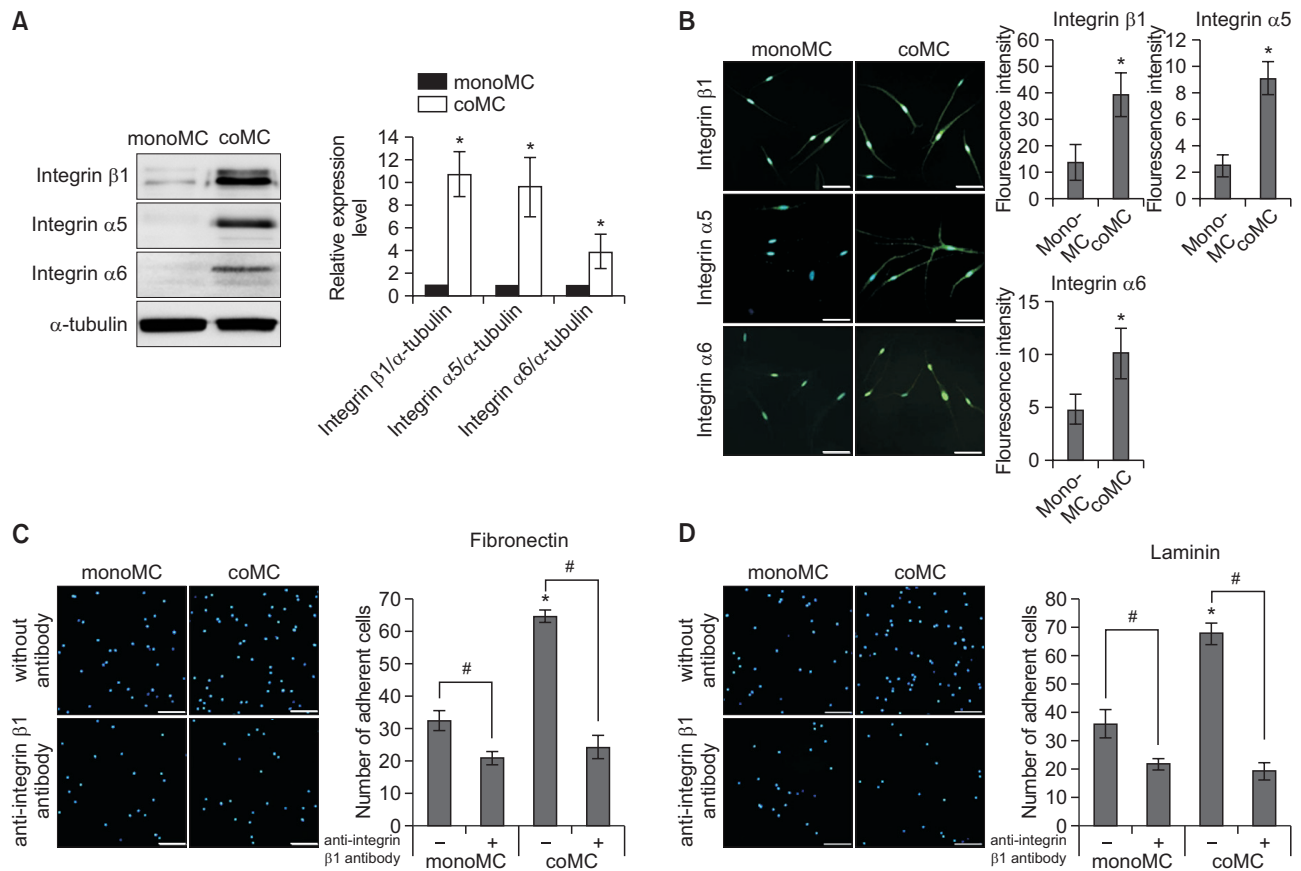 A
monoMC
coMC
monoMC coMC
Integrin β1
Integrin α5
Integrin α6
α-tubulin
Relative expression
level
14
12
10
8
6
4
2
0
*
*
*
Integrin β1/α-tubulin
Integrin α5/α-tubulin
Integrin α6/α-tubulin
B
monoMC coMC
Integrin β1
Integrin α5
Integrin α6
Integrin β1
Flourescence intensity
60
50
40
30
20
10
0
*
Mono-
MC
coMC
Integrin α5
Flourescence intensity
12
10
8
6
4
2
0
*
Mono-
MC
coMC
Integrin α6
Flourescence intensity
15
10
5
0
*
Mono-
MC
coMC
C
monoMC coMC
without
antibody
anti-integrin β1
antibody
Fibronectin
Number of adherent cells
70
60
50
40
30
20
10
0
#
*
#
anti-integrin
β1 antibody
− + − +
monoMC coMC
D
monoMC coMC
without
antibody
anti-integrin β1
antibody
Laminin
Number of adherent cells
80
70
60
50
40
30
20
10
0
#
*
#
anti-integrin
β1 antibody
− + − +
monoMC coMC